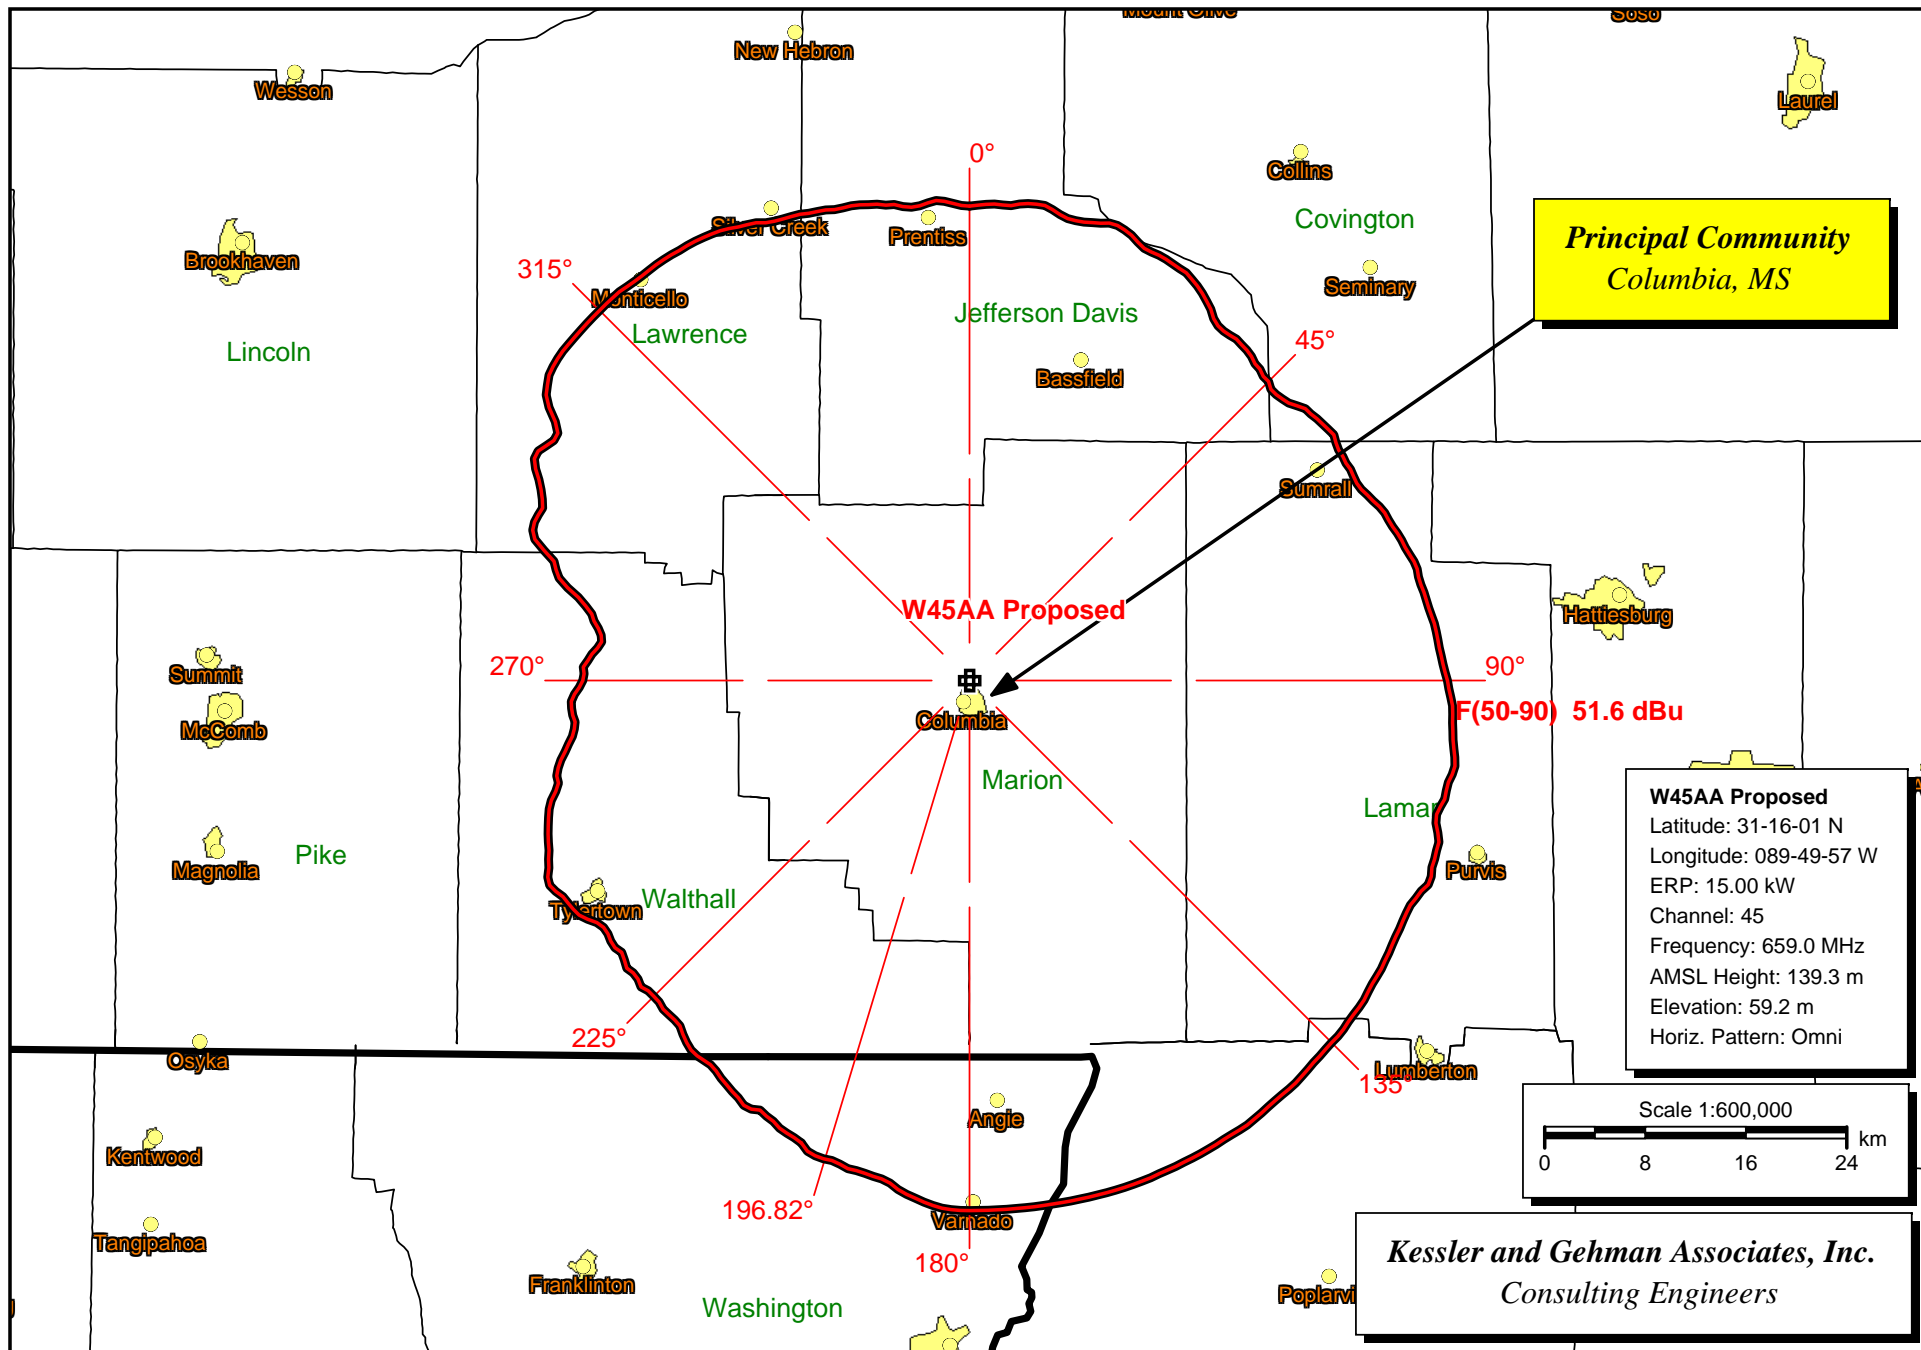 New Hebron
Wesson
Laurel
0°
Collins
Silver Creek
Prentiss
Covington
Brookhaven
Principal Community
Columbia, MS
315°
Monticello
Seminary
Lawrence
Jefferson Davis
45°
Lincoln
Bassfield
Sumrall
W45AA Proposed
Hattiesburg
Summit
270°
90°
McComb
Columbia
F(50-90) 51.6 dBu
Marion
Lamar
Pike
Magnolia
Purvis
Walthall
Tylertown
W45AA Proposed
Latitude: 31-16-01 N
Longitude: 089-49-57 W
ERP: 15.00 kW
Channel: 45
Frequency: 659.0 MHz
AMSL Height: 139.3 m
Elevation: 59.2 m
Horiz. Pattern: Omni
225°
Osyka
Lumberton
135°
Angie
Scale 1:600,000
km
0 8 16 24
Kentwood
196.82°
Varnado
Tangipahoa
180°
Franklinton
Washington
Poplarvi
Kessler and Gehman Associates, Inc.
Consulting Engineers